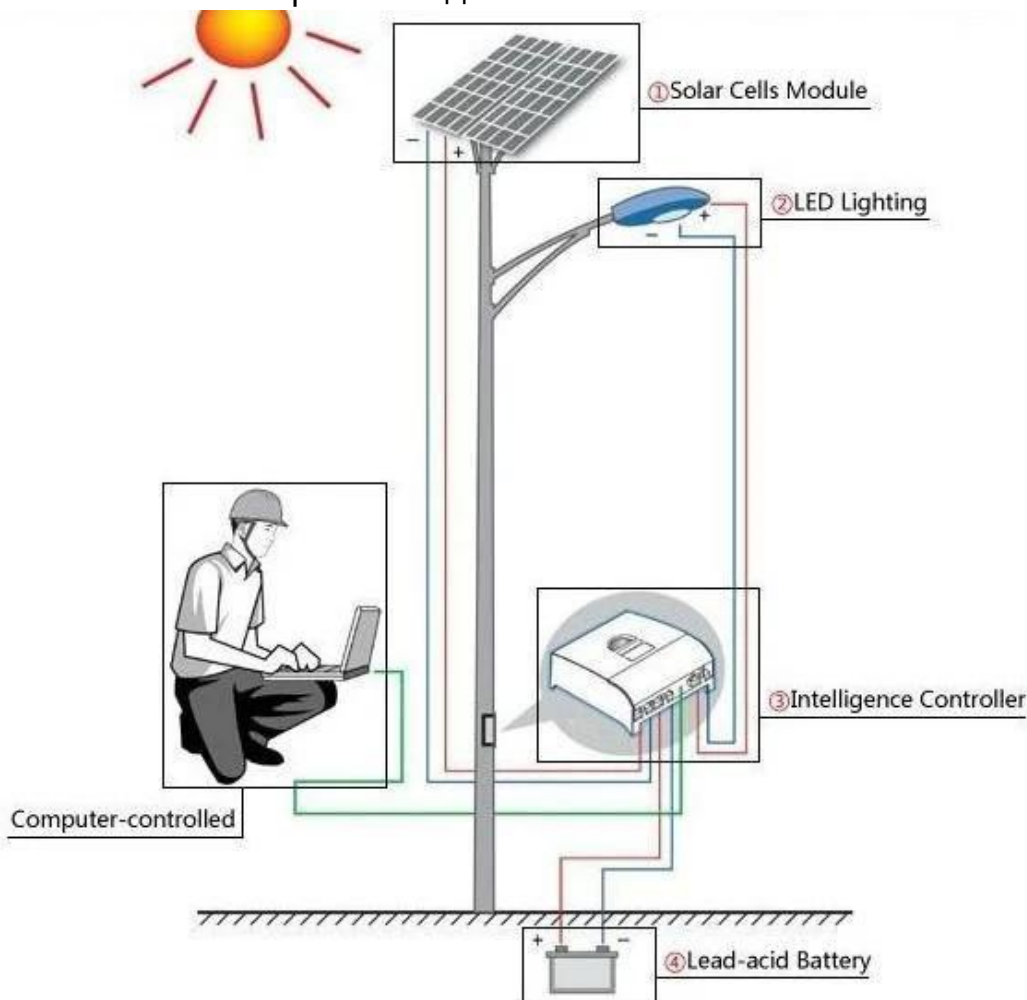 ①Solar Cells Module
− +
②LED Lighting
+
−
③Intelligence Controller
Computer-controlled
+ −
④Lead-acid Battery